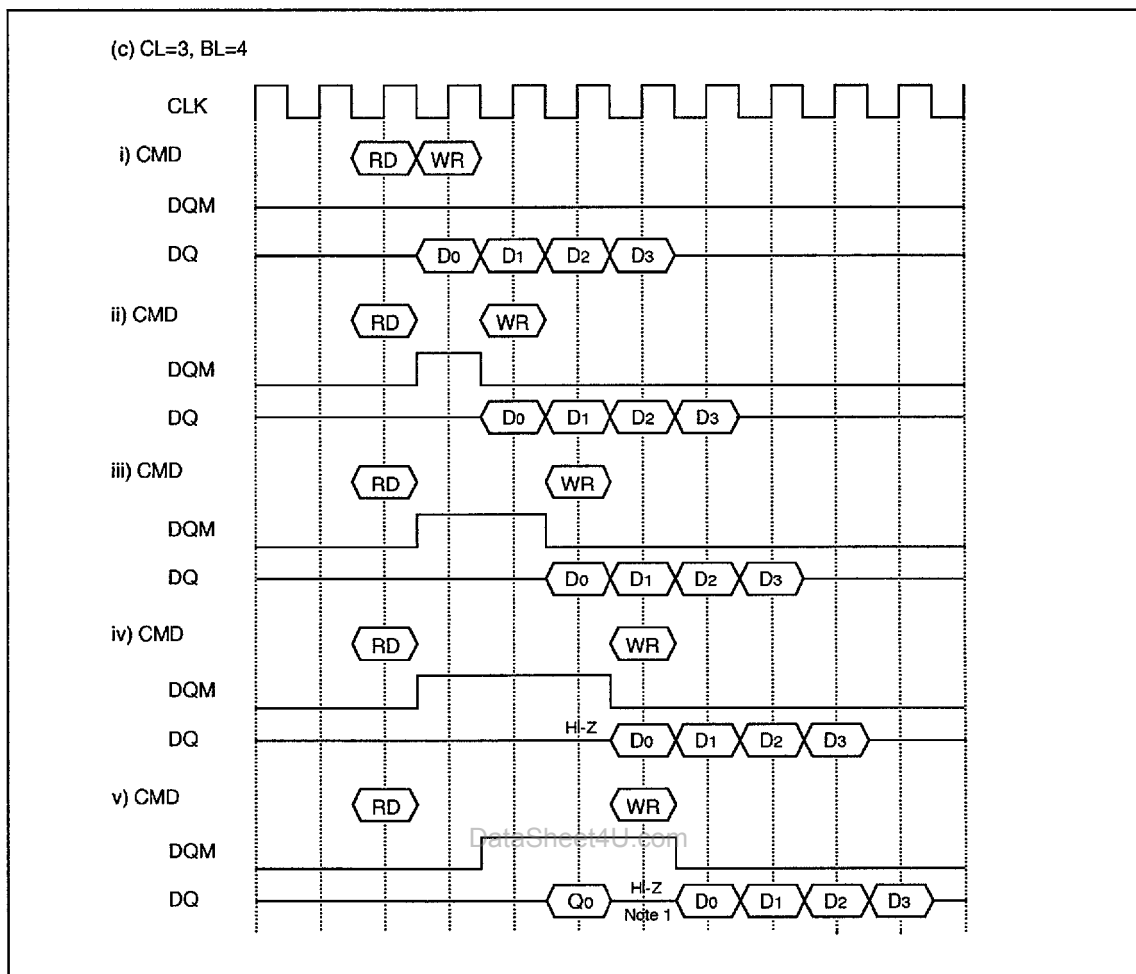 (c) CL=3, BL=4
CLK
i) CMD RD WR
DQM
DQ D0 D1 D2 D3
ii) CMD RD WR
DQM
DQ D0 D1 D2 D3
iii) CMD RD WR
DQM
DQ D0 D1 D2 D3
iv) CMD RD WR
DQM
DQ HI-Z D0 D1 D2 D3
v) CMD RD WR
DataSheet4U.com
DQM
DQ Q0 HI-Z D0 D1 D2 D3
Note 1